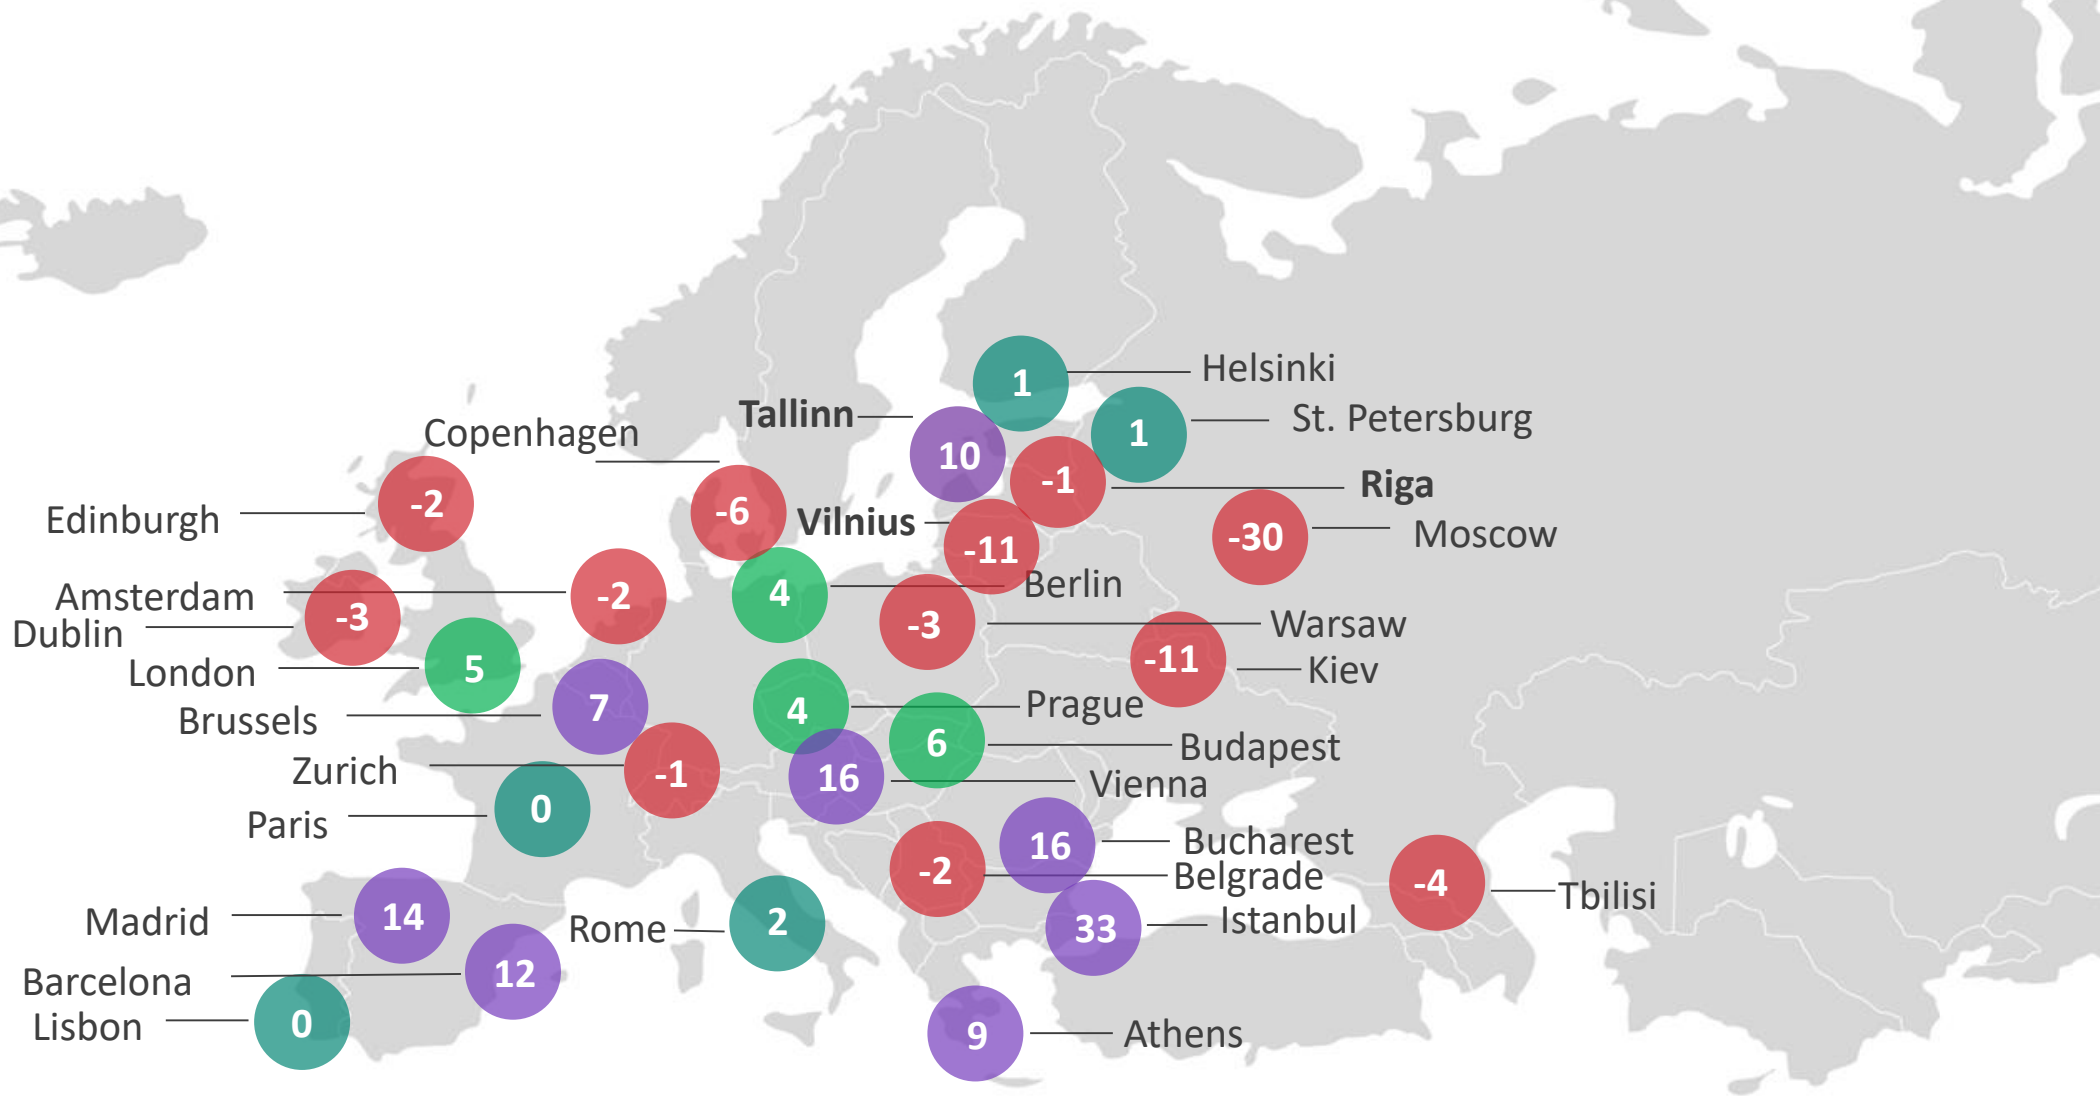 1
Helsinki
Tallinn
St. Petersburg
1
Copenhagen
10
-1
Riga
-2
-6
Vilnius
Edinburgh
-30
Moscow
-11
Amsterdam
-2
4
Berlin
-3
Dublin
-3
Warsaw
London
5
-11
Kiev
Brussels
7
4
Prague
6
Budapest
Zurich
-1
16
Vienna
Paris
0
16
Bucharest
-2
Belgrade
-4
Tbilisi
Madrid
14
Rome
2
33
Istanbul
Barcelona
12
Lisbon
0
9
Athens